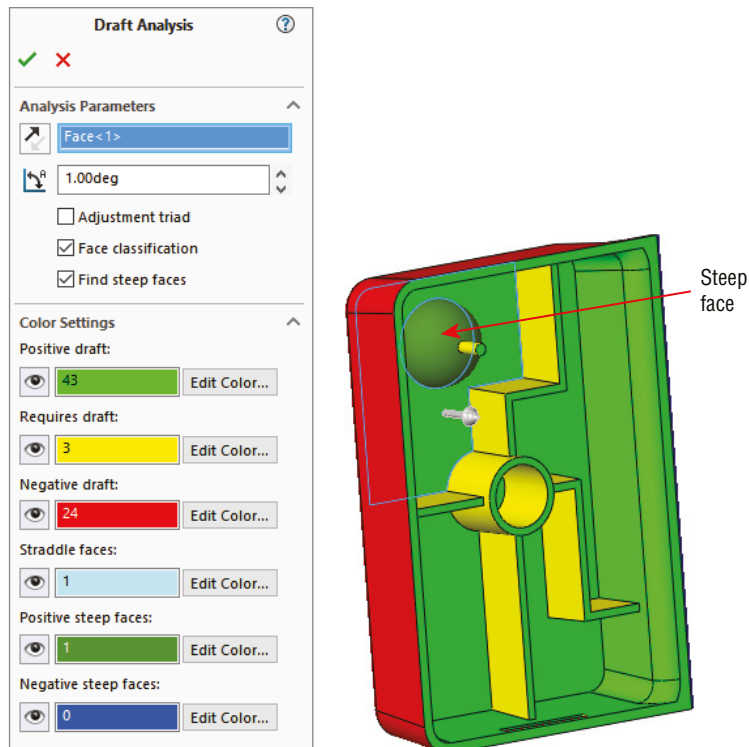 Draft Analysis
Analysis Parameters
Face<1>
1.00deg
Adjustment triad
Face classification
Find steep faces
Color Settings
Positive draft:
43
Edit Color...
Requires draft:
3
Edit Color...
Negative draft:
24
Edit Color...
Straddle faces:
1
Edit Color...
Positive steep faces:
1
Edit Color...
Negative steep faces:
0
Edit Color...
Steep
face